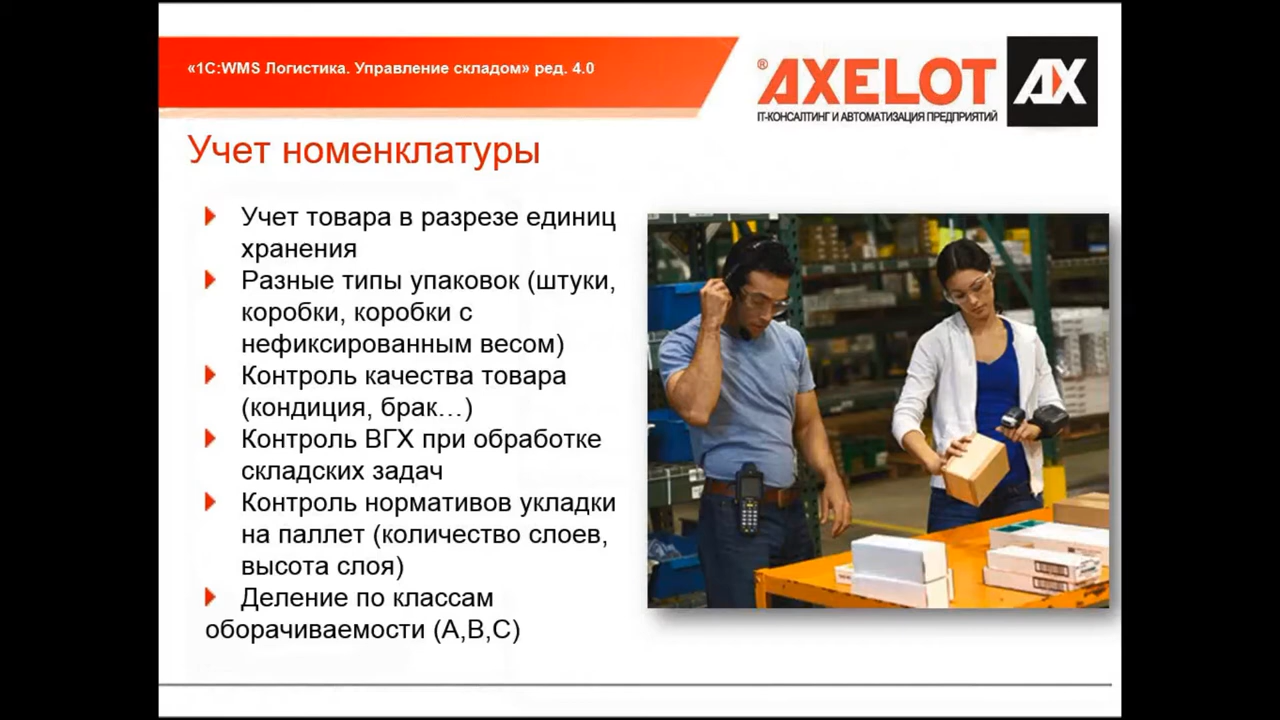 «1С:WMS Логистика. Управление складом» ред. 4.0
® AXELOT AX
IT-КОНСАЛТИНГ И АВТОМАТИЗАЦИЯ ПРЕДПРИЯТИЙ
Учет номенклатуры
Учет товара в разрезе единиц
хранения
Разные типы упаковок (штуки,
коробки, коробки с
нефиксированным весом)
Контроль качества товара
(кондиция, брак…)
Контроль ВГХ при обработке
складских задач
Контроль нормативов укладки
на паллет (количество слоев,
высота слоя)
Деление по классам
оборачиваемости (A,B,C)